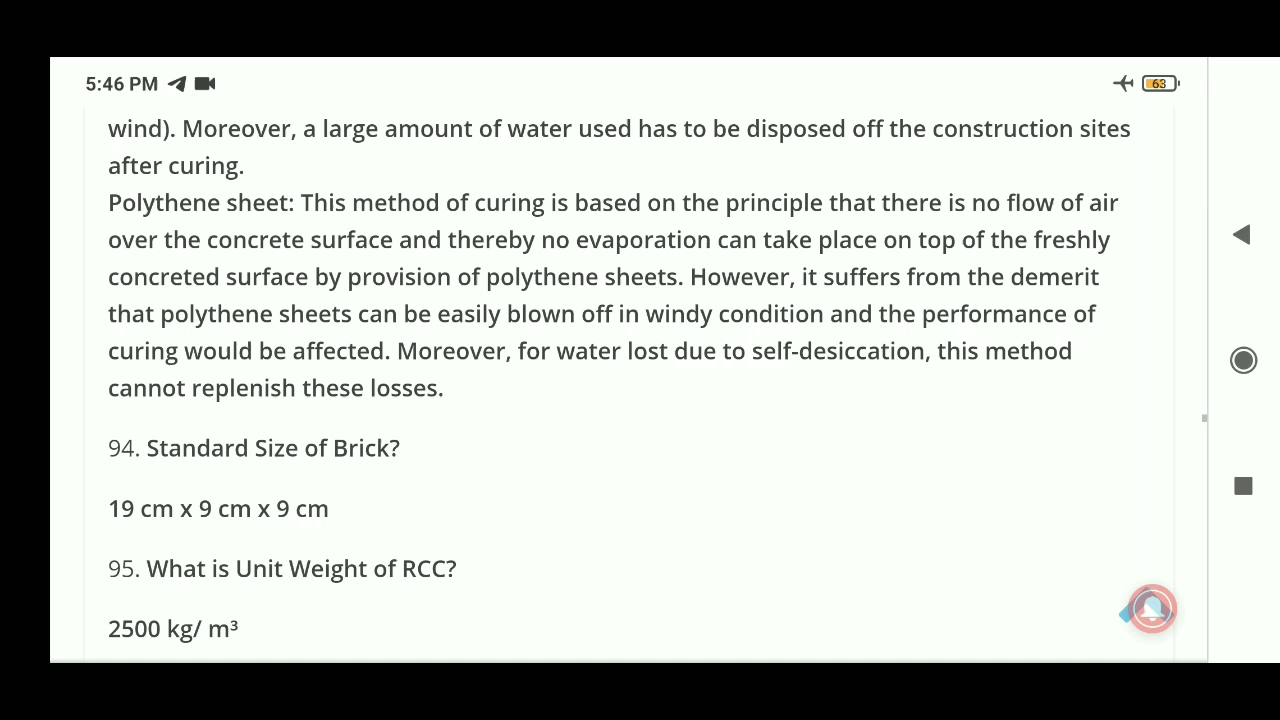 5:46 PM
63
wind). Moreover, a large amount of water used has to be disposed off the construction sites
after curing.
Polythene sheet: This method of curing is based on the principle that there is no flow of air
over the concrete surface and thereby no evaporation can take place on top of the freshly
concreted surface by provision of polythene sheets. However, it suffers from the demerit
that polythene sheets can be easily blown off in windy condition and the performance of
curing would be affected. Moreover, for water lost due to self-desiccation, this method
cannot replenish these losses.
94. Standard Size of Brick?
19 cm x 9 cm x 9 cm
95. What is Unit Weight of RCC?
2500 kg/ m³